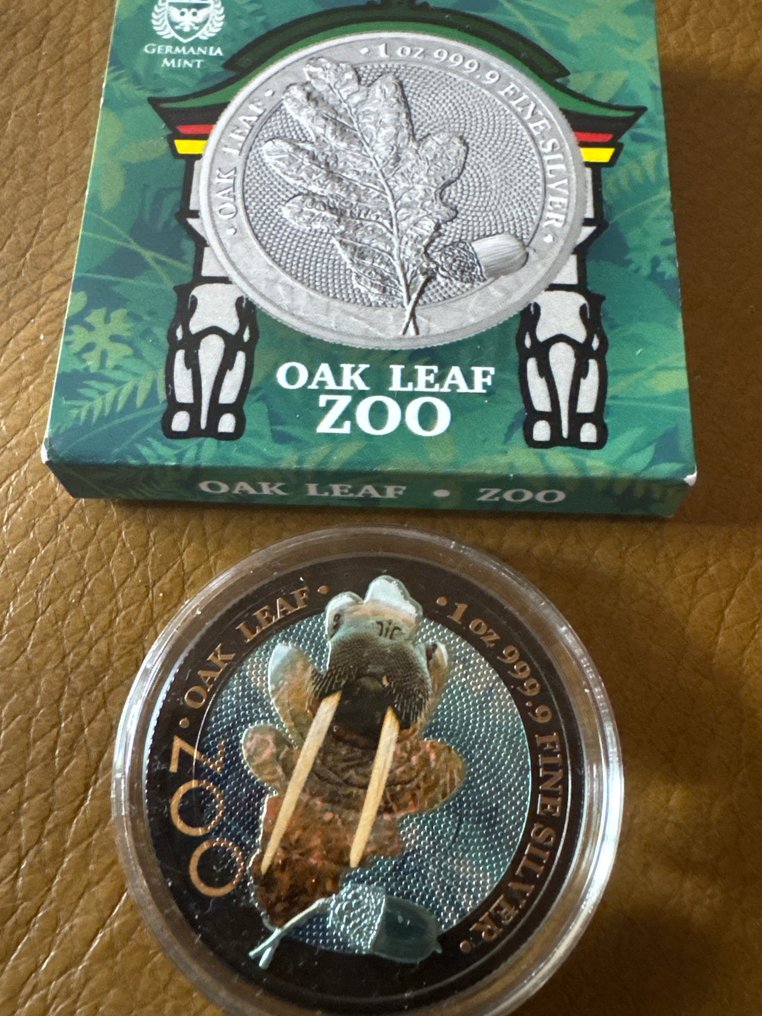 GERMANIA
MINT
• OAK LEAF • 1 OZ 999.9 FINE SILVER •
OAK LEAF
ZOO
OAK LEAF • ZOO
ZOO • OAK LEAF • • 1 OZ 999.9 FINE SILVER •